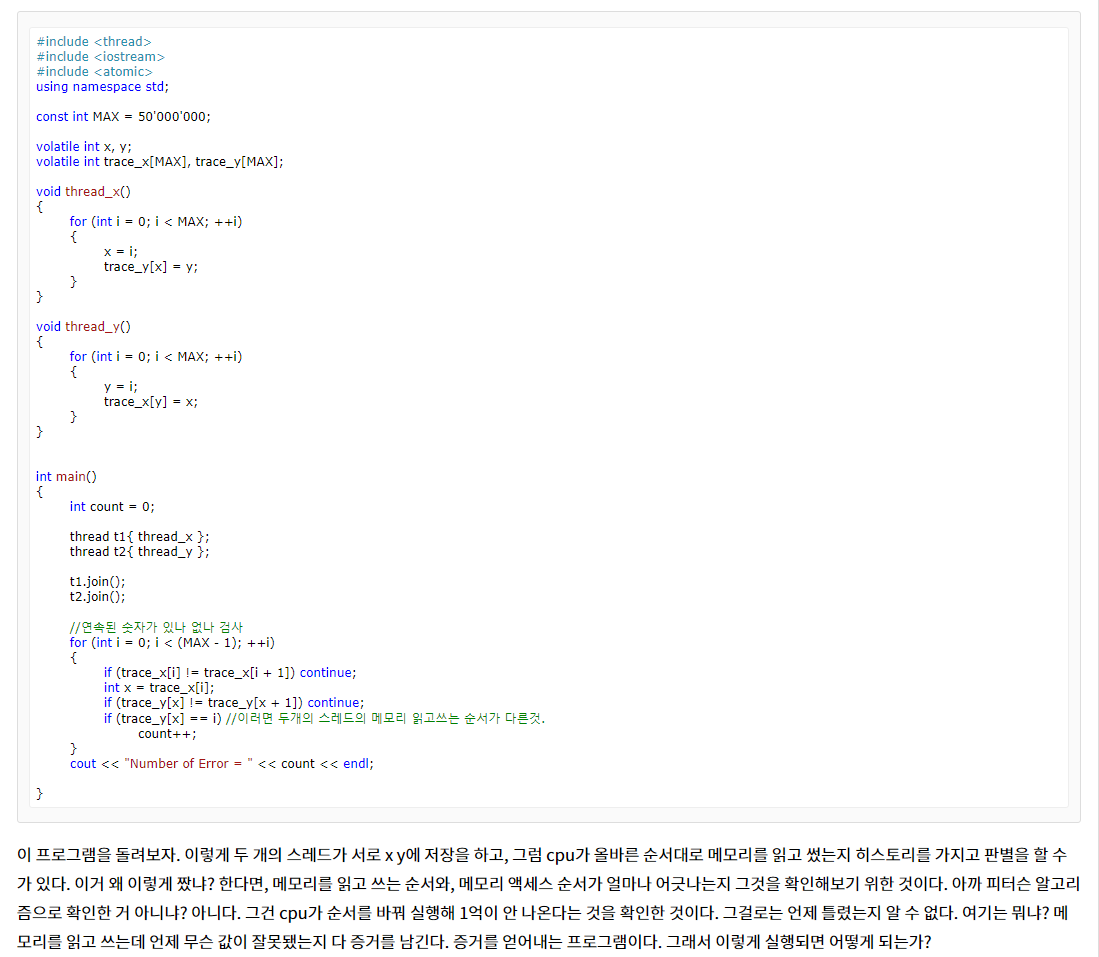 #include <thread>
#include <iostream>
#include <atomic>
using namespace std;
const int MAX = 50'000'000;
volatile int x, y;
volatile int trace_x[MAX], trace_y[MAX];
void thread_x()
{
for (int i = 0; i < MAX; ++i)
{
x = i;
trace_y[x] = y;
}
}
void thread_y()
{
for (int i = 0; i < MAX; ++i)
{
y = i;
trace_x[y] = x;
}
}
int main()
{
int count = 0;
thread t1{ thread_x };
thread t2{ thread_y };
t1.join();
t2.join();
//연속된 숫자가 있나 없나 검사
for (int i = 0; i < (MAX - 1); ++i)
{
if (trace_x[i] != trace_x[i + 1]) continue;
int x = trace_x[i];
if (trace_y[x] != trace_y[x + 1]) continue;
if (trace_y[x] == i) //이러면 두개의 스레드의 메모리 읽고쓰는 순서가 다른것.
count++;
}
cout << "Number of Error = " << count << endl;
}
이 프로그램을 돌려보자. 이렇게 두 개의 스레드가 서로 x y에 저장을 하고, 그럼 cpu가 올바른 순서대로 메모리를 읽고 썼는지 히스토리를 가지고 판별을 할 수
가 있다. 이거 왜 이렇게 짰냐? 한다면, 메모리를 읽고 쓰는 순서와, 메모리 액세스 순서가 얼마나 어긋나는지 그것을 확인해보기 위한 것이다. 아까 피터슨 알고리
즘으로 확인한 거 아니냐? 아니다. 그건 cpu가 순서를 바꿔 실행해 1억이 안 나온다는 것을 확인한 것이다. 그걸로는 언제 틀렸는지 알 수 없다. 여기는 뭐냐? 메
모리를 읽고 쓰는데 언제 무슨 값이 잘못됐는지 다 증거를 남긴다. 증거를 얻어내는 프로그램이다. 그래서 이렇게 실행되면 어떻게 되는가?